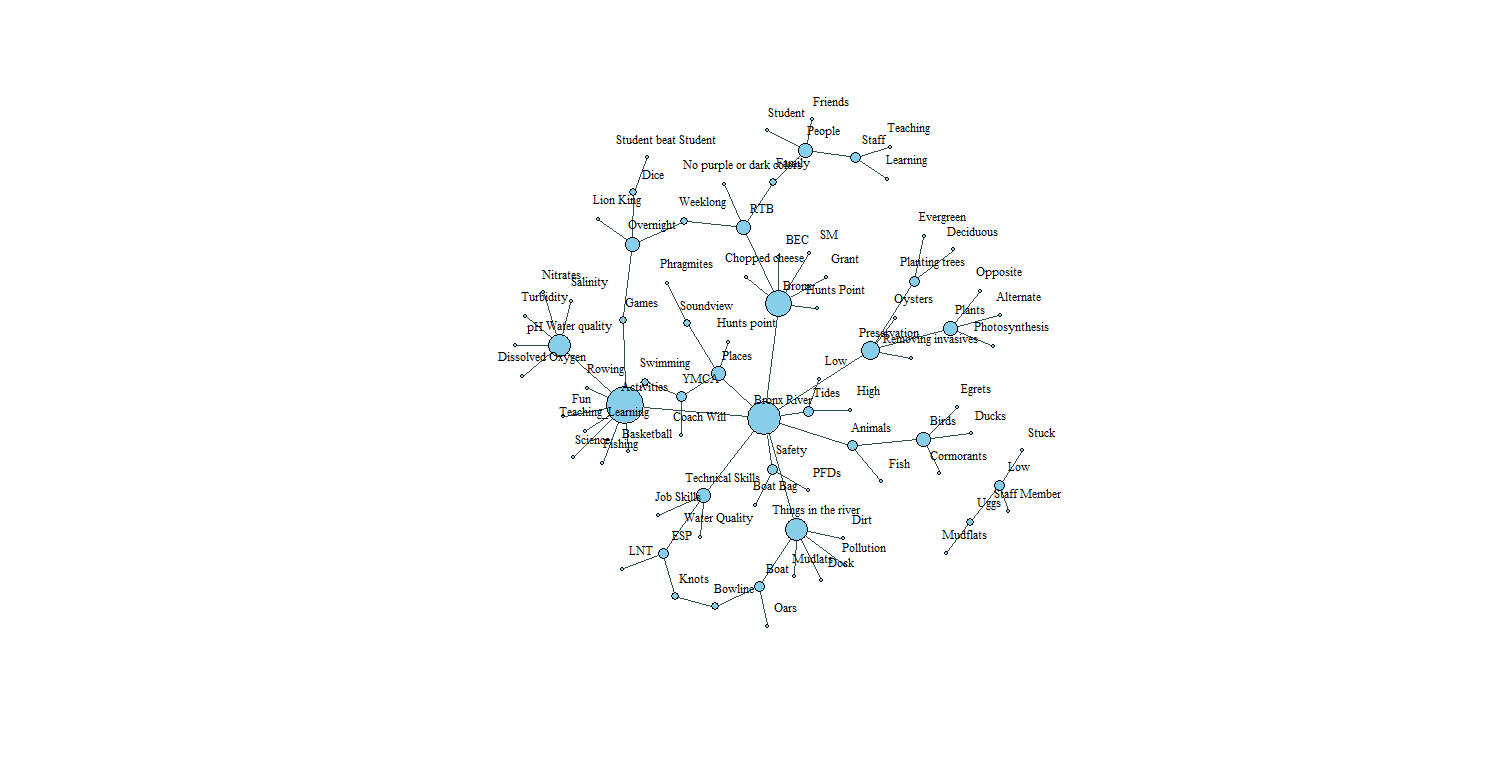 Friends
Student
People
Teaching
Staff
Student beat Student
Learning
No purple or dark colors
Family
Dice
Lion King
Weeklong
RTB
Evergreen
Overnight
Deciduous
BEC
SM
Chopped cheese
Grant
Phragmites
Planting trees
Opposite
Nitrates
Salinity
Bronx
Hunts Point
Turbidity
Games
Soundview
Oysters
Alternate
Plants
pH
Water quality
Hunts point
Photosynthesis
Preservation
Removing invasives
Dissolved Oxygen
Places
Rowing
Swimming
Low
YMCA
Activities
Tides
High
Egrets
Fun
Bronx River
Teaching
Learning
Coach Will
Ducks
Birds
Animals
Basketball
Science
Fishing
Stuck
Safety
Cormorants
Fish
Low
PFDs
Technical Skills
Boat Bag
Job Skills
Staff Member
Uggs
Things in the river
Water Quality
Dirt
ESP
Mudflats
LNT
Pollution
Mudlats
Dock
Boat
Knots
Bowline
Oars